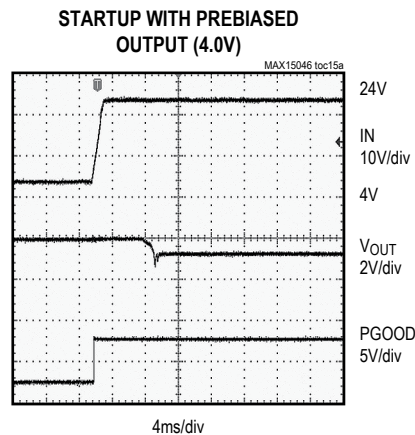 STARTUP WITH PREBIASED
OUTPUT (4.0V)
MAX15046 toc15a
24V
IN
10V/div
4V
VOUT
2V/div
PGOOD
5V/div
4ms/div